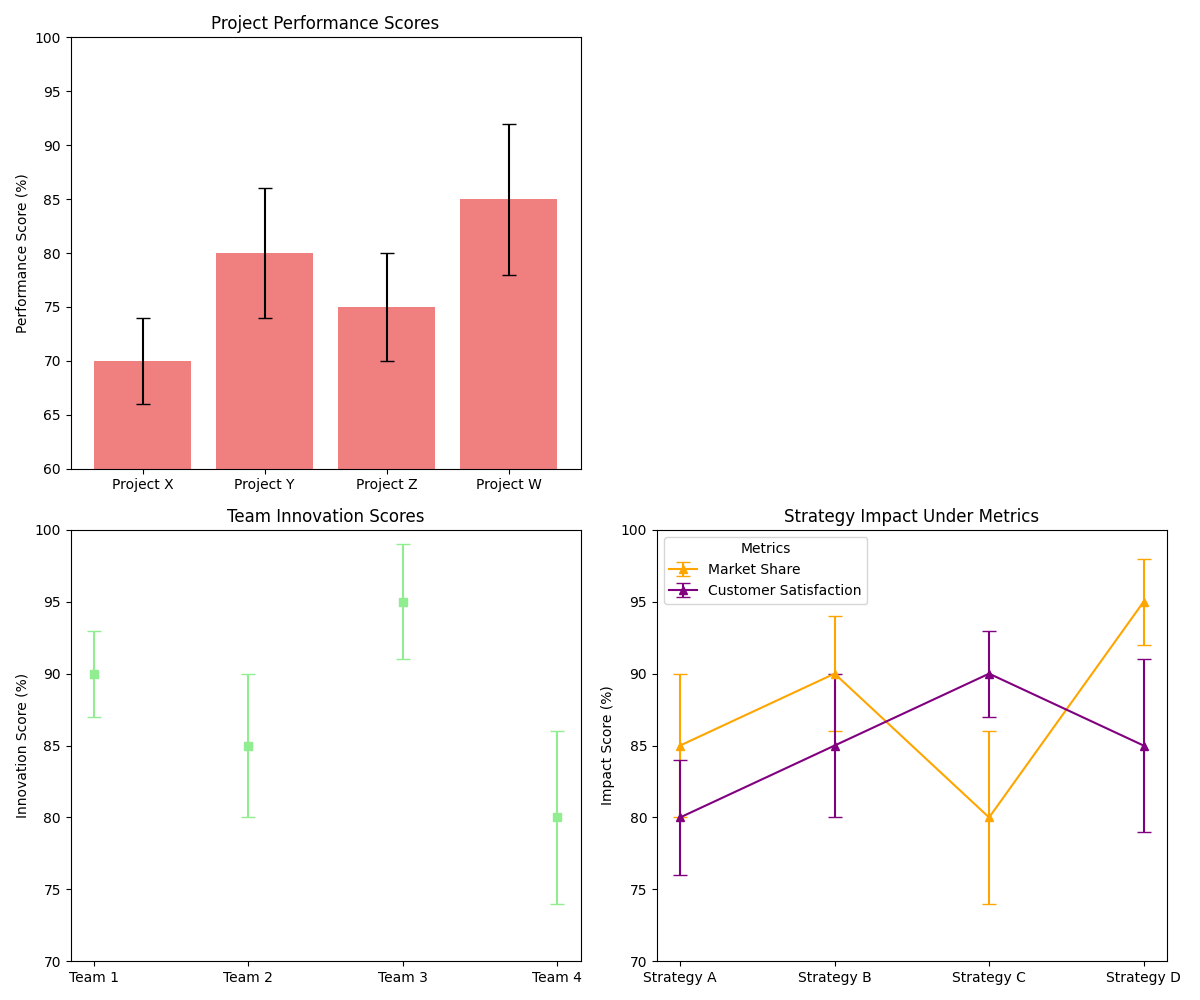 Project Performance Scores
Performance Score (%)
100
95
90
85
80
75
70
65
60
Project X Project Y Project Z Project W
Team Innovation Scores
Innovation Score (%)
100
95
90
85
80
75
70
Team 1 Team 2 Team 3 Team 4
Strategy Impact Under Metrics
Impact Score (%)
100
95
90
85
80
75
70
Metrics
Market Share
Customer Satisfaction
Strategy A Strategy B Strategy C Strategy D